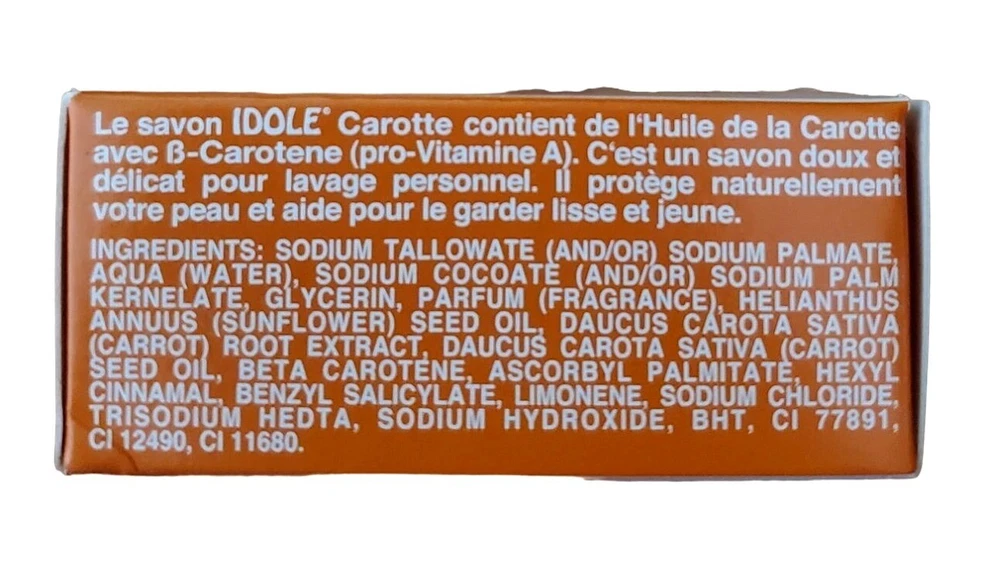 Le savon IDOLE® Carotte contient de l'Huile de la Carotte
avec ß-Carotene (pro-Vitamine A). C'est un savon doux et
délicat pour lavage personnel. Il protège naturellement
votre peau et aide pour le garder lisse et jeune.
INGREDIENTS: SODIUM TALLOWATE (AND/OR) SODIUM PALMATE,
AQUA (WATER), SODIUM COCOATE (AND/OR) SODIUM PALM
KERNELATE, GLYCERIN, PARFUM (FRAGRANCE), HELIANTHUS
ANNUUS (SUNFLOWER) SEED OIL, DAUCUS CAROTA SATIVA
(CARROT) ROOT EXTRACT, DAUCUS CAROTA SATIVA (CARROT)
SEED OIL, BETA CAROTENE, ASCORBYL PALMITATE, HEXYL
CINNAMAL, BENZYL SALICYLATE, LIMONENE, SODIUM CHLORIDE,
TRISODIUM HEDTA, SODIUM HYDROXIDE, BHT, CI 77891,
CI 12490, CI 11680.